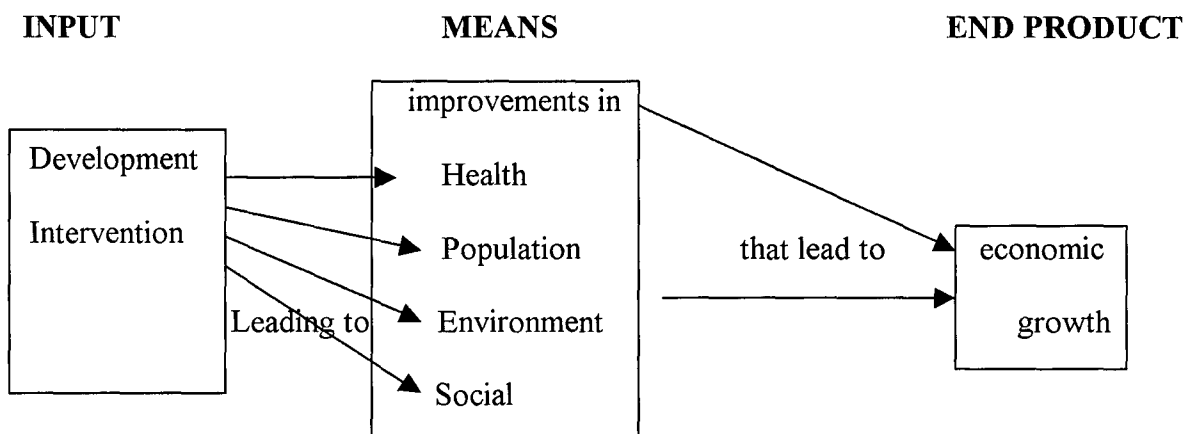 INPUT MEANS END PRODUCT
improvements in
Development
Intervention
Leading to
Health
Population
Environment
Social
that lead to
economic
growth